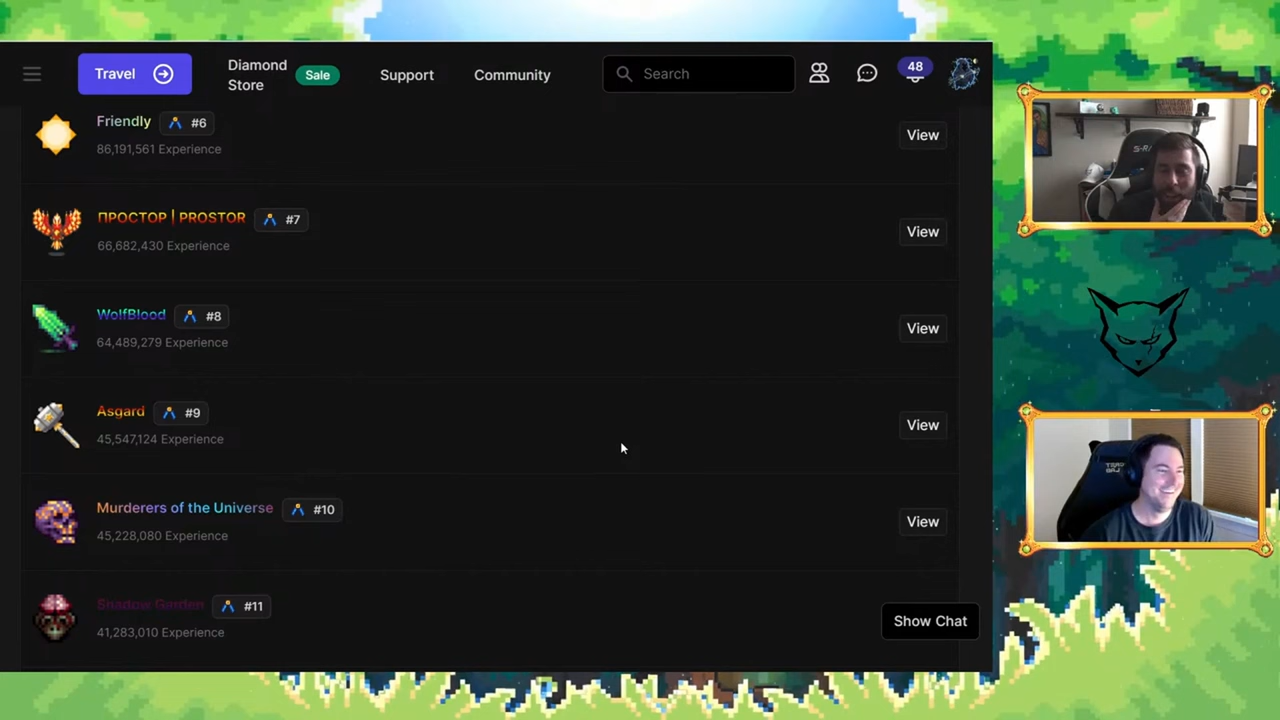 Travel
Diamond
Store
Sale
Support
Community
Search
48
Friendly
#6
86,191,561 Experience
View
ПРОСТОР | PROSTOR
#7
66,682,430 Experience
View
WolfBlood
#8
64,489,279 Experience
View
Asgard
#9
45,547,124 Experience
View
Murderers of the Universe
#10
45,228,080 Experience
View
Shadow Garden
#11
41,283,010 Experience
Show Chat